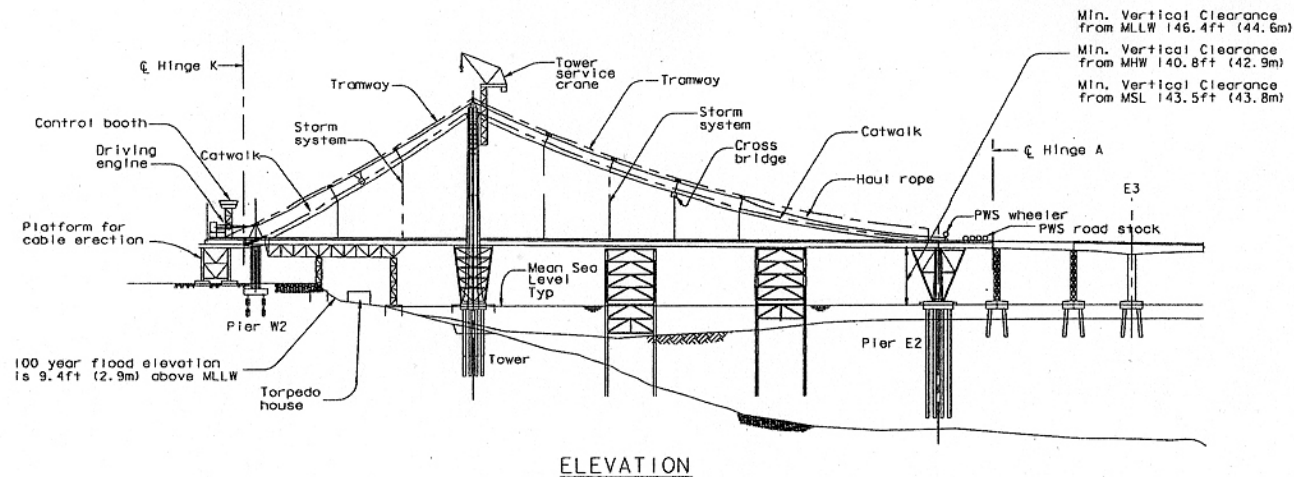 Min. Vertical Clearance
from MLLW 146.4ft (44.6m)
Min. Vertical Clearance
from MHW 140.8ft (42.9m)
Min. Vertical Clearance
from MSL 143.5ft (43.8m)
℄ Hinge K
Tower
service
crane
Tramway
Tramway
Control booth
Storm
system
Storm
system
Catwalk
Driving
engine
Catwalk
Cross
bridge
℄ Hinge A
Haul rope
E3
Platform for
cable erection
PWS wheeler
PWS road stock
Mean Sea
Level
Typ
Pier W2
Pier E2
100 year flood elevation
is 9.4ft (2.9m) above MLLW
Tower
Torpedo
house
ELEVATION